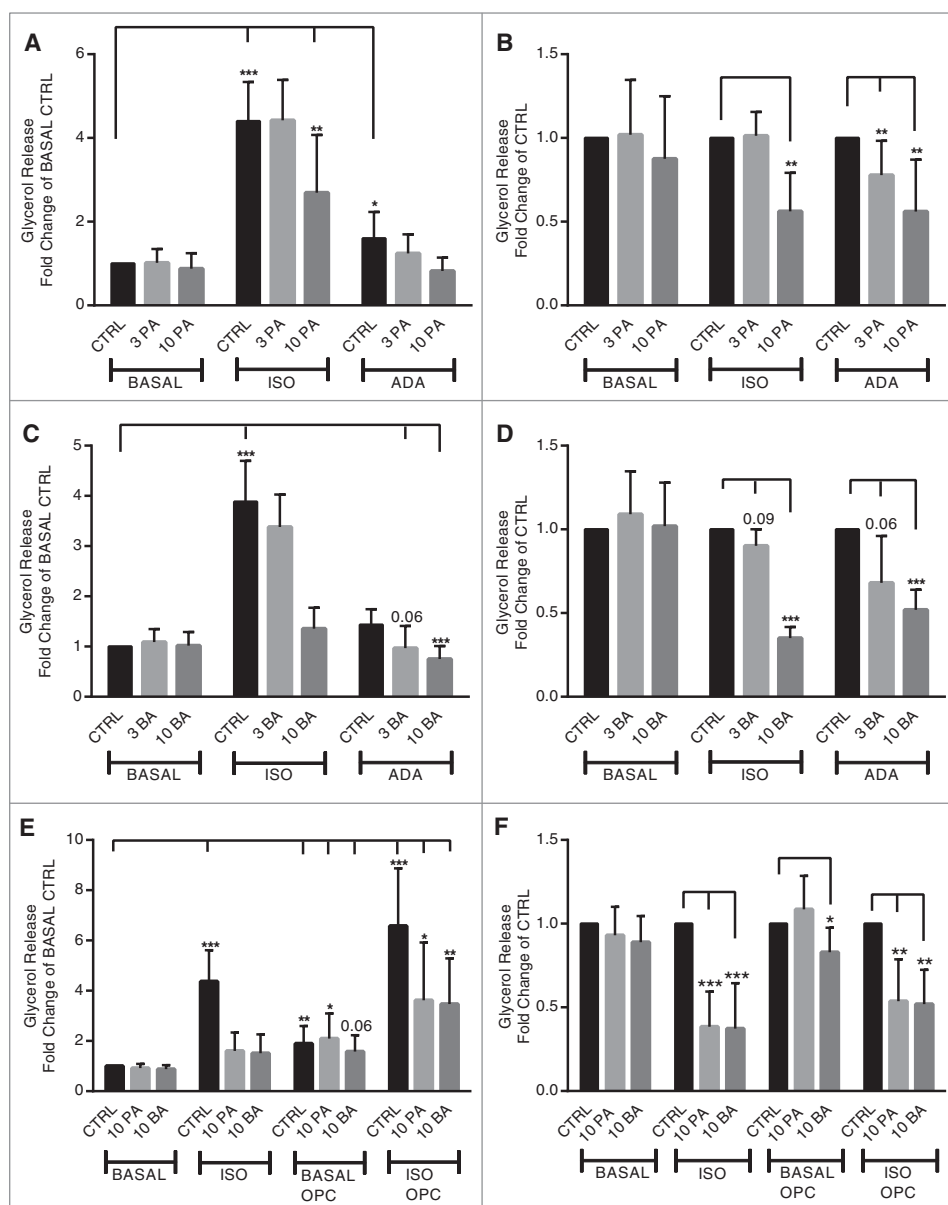 A
Glycerol Release
Fold Change of BASAL CTRL
6
4
2
0
***
**
*
CTRL 3 PA 10 PA CTRL 3 PA 10 PA CTRL 3 PA 10 PA
BASAL ISO ADA
B
Glycerol Release
Fold Change of CTRL
1.5
1.0
0.5
0.0
**
**
**
CTRL 3 PA 10 PA CTRL 3 PA 10 PA CTRL 3 PA 10 PA
BASAL ISO ADA
C
Glycerol Release
Fold Change of BASAL CTRL
5
4
3
2
1
0
***
0.06
***
CTRL 3 BA 10 BA CTRL 3 BA 10 BA CTRL 3 BA 10 BA
BASAL ISO ADA
D
Glycerol Release
Fold Change of CTRL
1.5
1.0
0.5
0.0
0.09
***
0.06
***
CTRL 3 BA 10 BA CTRL 3 BA 10 BA CTRL 3 BA 10 BA
BASAL ISO ADA
E
Glycerol Release
Fold Change of BASAL CTRL
10
8
6
4
2
0
***
**
*
0.06
***
*
**
CTRL 10 PA 10 BA CTRL 10 PA 10 BA CTRL 10 PA 10 BA CTRL 10 PA 10 BA
BASAL ISO BASAL ISO
OPC OPC
F
Glycerol Release
Fold Change of CTRL
1.5
1.0
0.5
0.0
***
***
*
**
**
CTRL 10 PA 10 BA CTRL 10 PA 10 BA CTRL 10 PA 10 BA CTRL 10 PA 10 BA
BASAL ISO BASAL ISO
OPC OPC